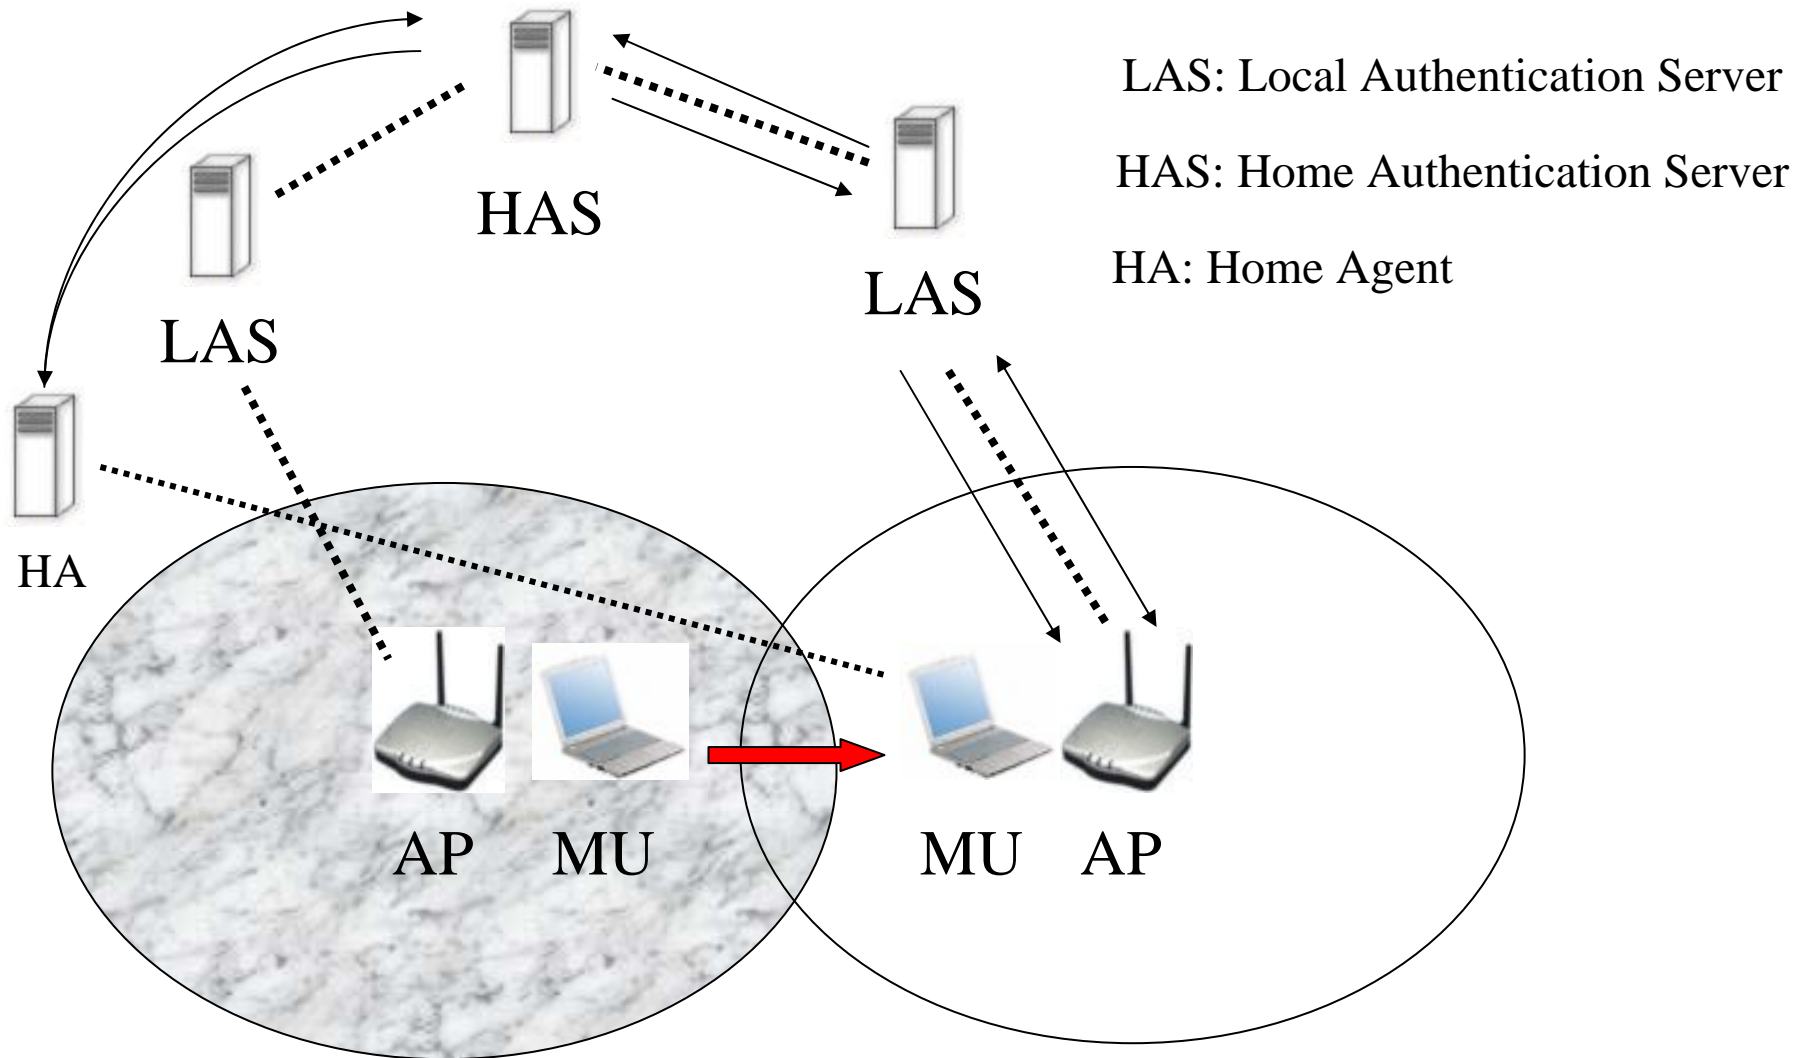 LAS: Local Authentication Server
HAS: Home Authentication Server
HAS
HA: Home Agent
LAS
LAS
HA
AP MU MU AP